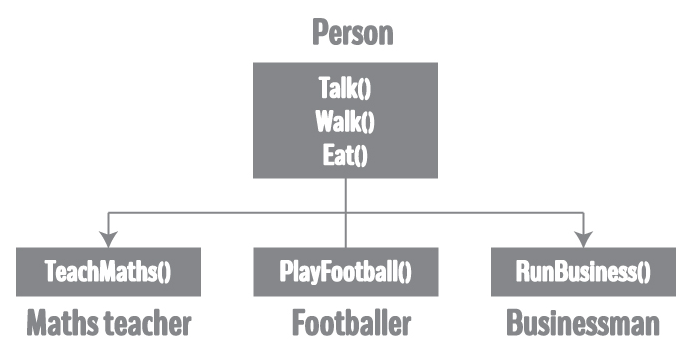 Person
Talk()
Walk()
Eat()
TeachMaths()
PlayFootball()
RunBusiness()
Maths teacher
Footballer
Businessman